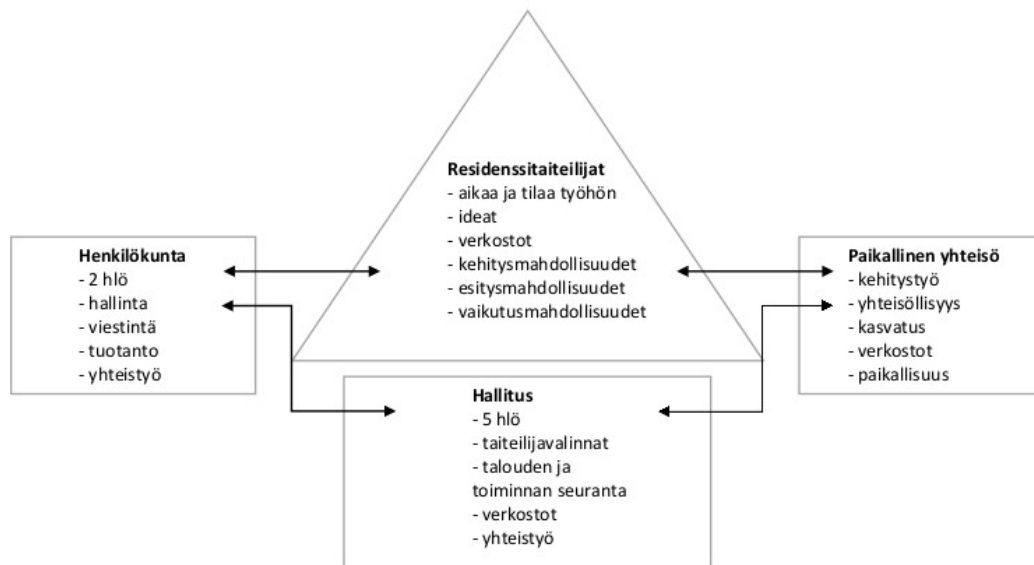 Residenssitaiteilijat
- aikaa ja tilaa työhön
- ideat
- verkostot
- kehitysmahdollisuudet
- esitysmahdollisuudet
- vaikutusmahdollisuudet
Henkilökunta
- 2 hlö
- hallinta
- viestintä
- tuotanto
- yhteistyö
Paikallinen yhteisö
- kehitystyö
- yhteisöllisyys
- kasvatus
- verkostot
- paikallisuus
Hallitus
- 5 hlö
- taiteilijavalinnat
- talouden ja
toiminnan seuranta
- verkostot
- yhteistyö